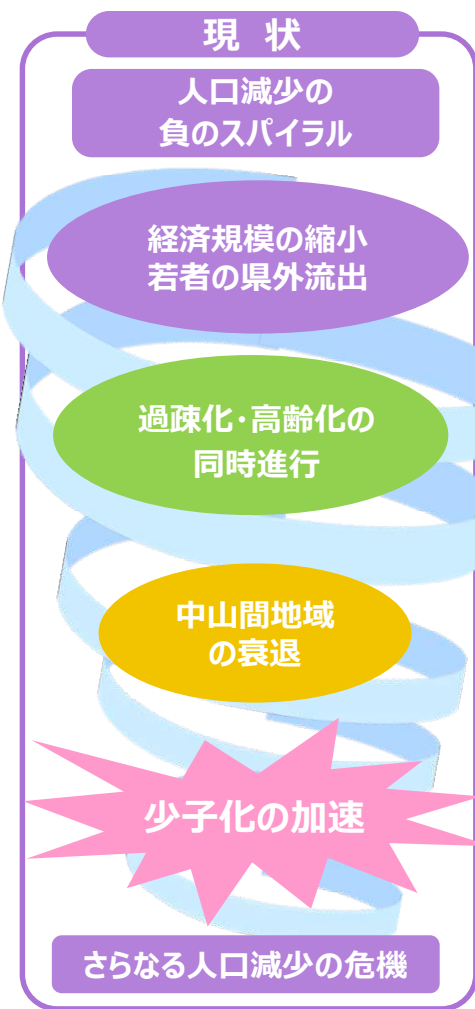 現 状
人口減少の
負のスパイラル
経済規模の縮小
若者の県外流出
過疎化・高齢化の
同時進行
中山間地域
の衰退
少子化の加速
さらなる人口減少の危機